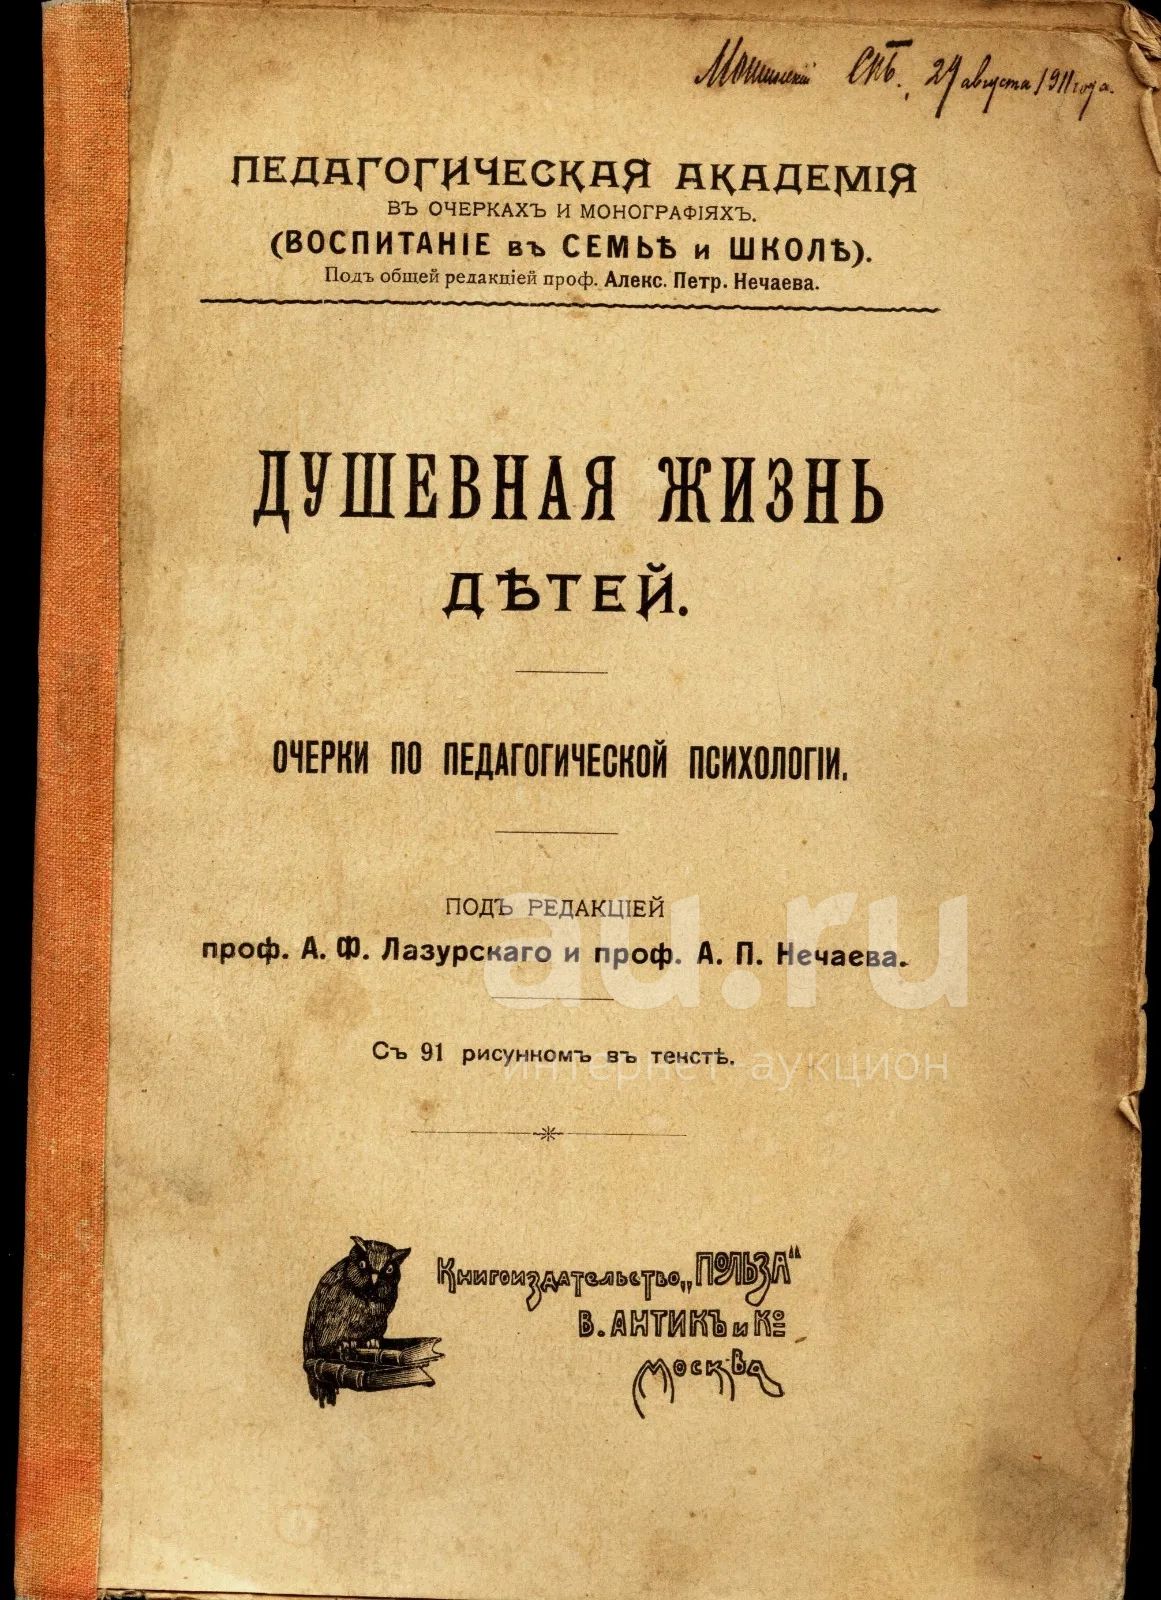 СПБ., 29 августа 1911 года.
ПЕДАГОГИЧЕСКАЯ АКАДЕМІЯ
ВЪ ОЧЕРКАХЪ И МОНОГРАФІЯХЪ.
(ВОСПИТАНІЕ въ СЕМЬѢ и ШКОЛѢ).
Подъ общей редакціей проф. Алекс. Петр. Нечаева.
ДУШЕВНАЯ ЖИЗНЬ
ДѢТЕЙ.
ОЧЕРКИ ПО ПЕДАГОГИЧЕСКОЙ ПСИХОЛОГІИ.
ПОДЪ РЕДАКЦІЕЙ
проф. А. Ф. Лазурскаго и проф. А. П. Нечаева.
au.ru
Съ 91 рисункомъ въ текстѣ.
интернет-аукцион
Книгоиздательство „ПОЛЬЗА“
В. АНТИКЪ и Кº
МОСКВА